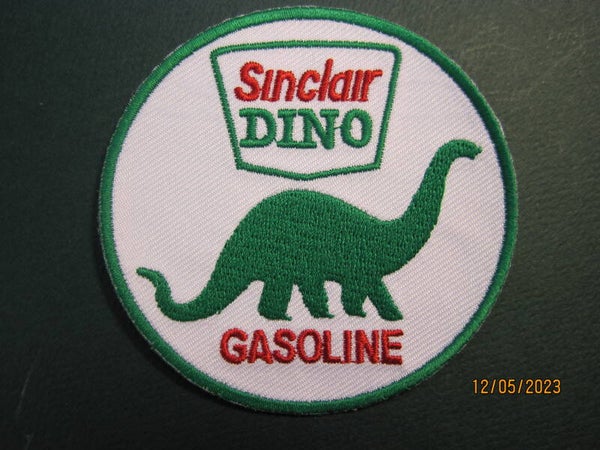 Sinclair
DINO
GASOLINE
12/05/2023